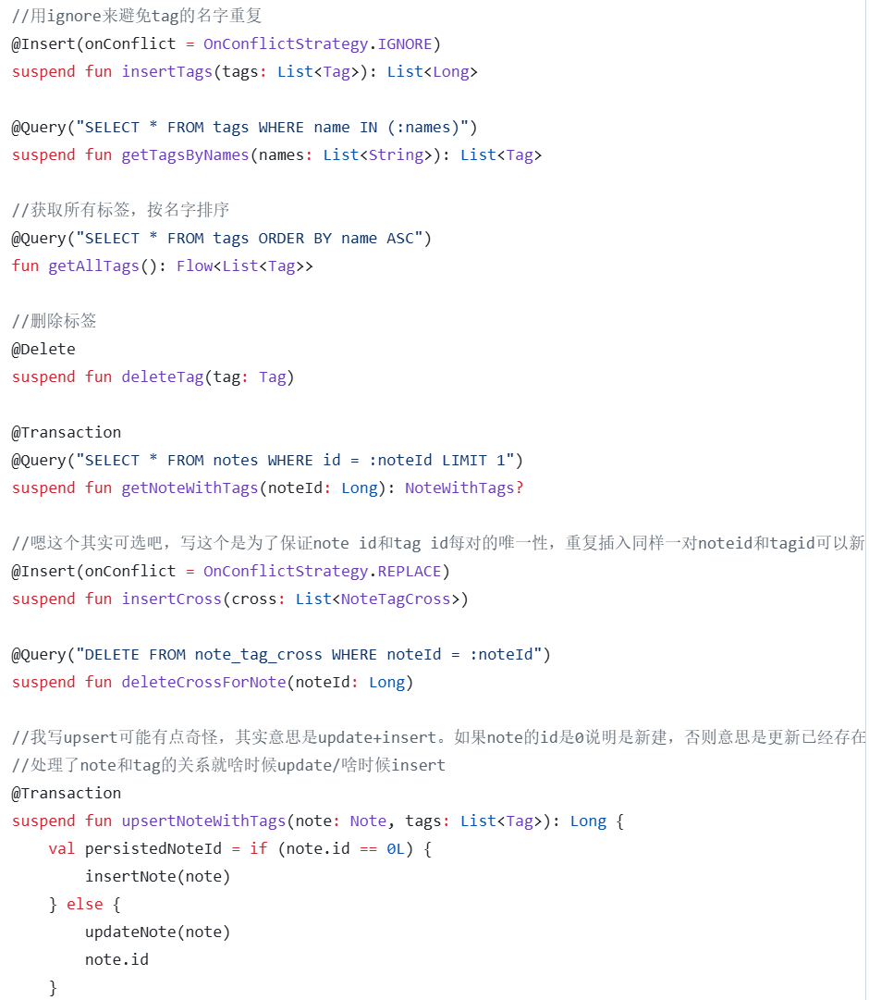 //用ignore来避免tag的名字重复
@Insert(onConflict = OnConflictStrategy.IGNORE)
suspend fun insertTags(tags: List<Tag>): List<Long>
@Query("SELECT * FROM tags WHERE name IN (:names)")
suspend fun getTagsByNames(names: List<String>): List<Tag>
//获取所有标签，按名字排序
@Query("SELECT * FROM tags ORDER BY name ASC")
fun getAllTags(): Flow<List<Tag>>
//删除标签
@Delete
suspend fun deleteTag(tag: Tag)
@Transaction
@Query("SELECT * FROM notes WHERE id = :noteId LIMIT 1")
suspend fun getNoteWithTags(noteId: Long): NoteWithTags?
//嗯这个其实可选吧，写这个是为了保证note id和tag id每对的唯一性，重复插入同样一对noteid和tagid可以新
@Insert(onConflict = OnConflictStrategy.REPLACE)
suspend fun insertCross(cross: List<NoteTagCross>)
@Query("DELETE FROM note_tag_cross WHERE noteId = :noteId")
suspend fun deleteCrossForNote(noteId: Long)
//我写upsert可能有点奇怪，其实意思是update+insert。如果note的id是0说明是新建，否则意思是更新已经存在
//处理了note和tag的关系就啥时候update/啥时候insert
@Transaction
suspend fun upsertNoteWithTags(note: Note, tags: List<Tag>): Long {
    val persistedNoteId = if (note.id == 0L) {
        insertNote(note)
    } else {
        updateNote(note)
        note.id
    }